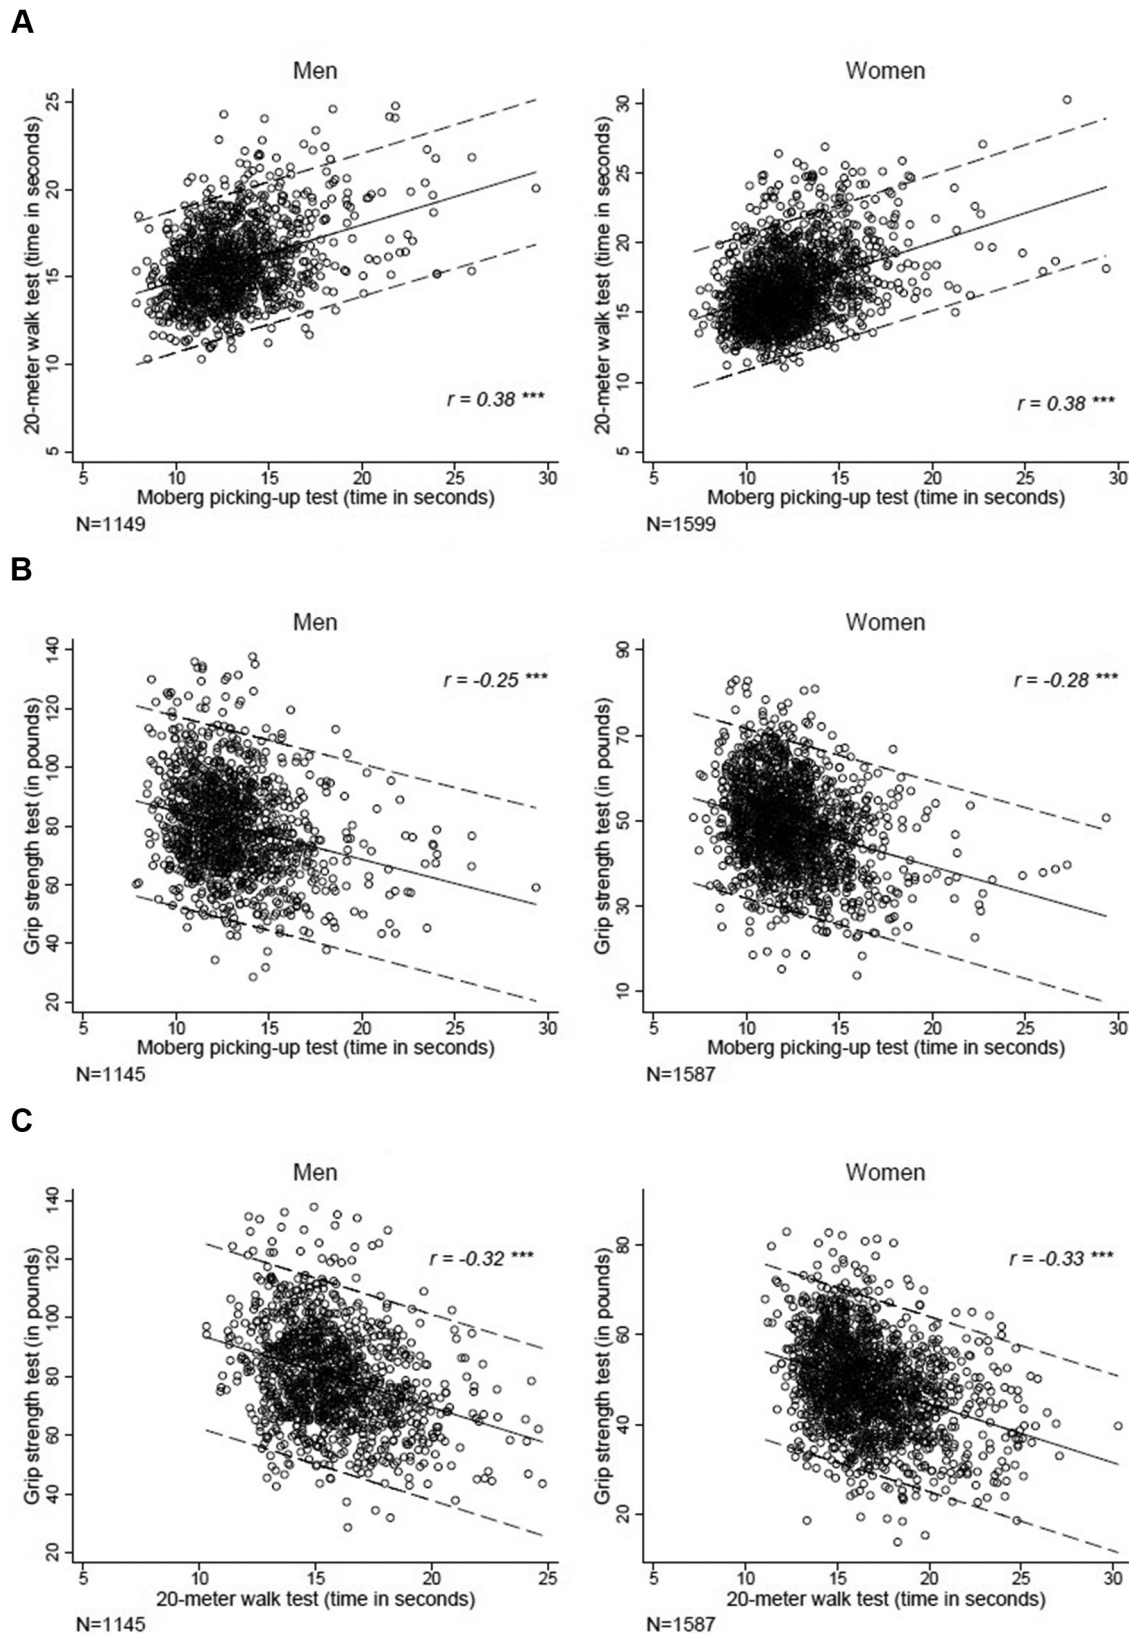 A
Men
Women
20-meter walk test (time in seconds)
25
20
15
10
5
r = 0.38 ***
5 10 15 20 25 30
Moberg picking-up test (time in seconds)
N=1149
20-meter walk test (time in seconds)
30
25
20
15
10
5
r = 0.38 ***
5 10 15 20 25 30
Moberg picking-up test (time in seconds)
N=1599
B
Men
Women
Grip strength test (in pounds)
140
120
100
80
60
40
20
r = -0.25 ***
5 10 15 20 25 30
Moberg picking-up test (time in seconds)
N=1145
Grip strength test (in pounds)
90
70
50
30
10
r = -0.28 ***
5 10 15 20 25 30
Moberg picking-up test (time in seconds)
N=1587
C
Men
Women
Grip strength test (in pounds)
140
120
100
80
60
40
20
r = -0.32 ***
5 10 15 20 25
20-meter walk test (time in seconds)
N=1145
Grip strength test (in pounds)
80
60
40
20
r = -0.33 ***
5 10 15 20 25 30
20-meter walk test (time in seconds)
N=1587